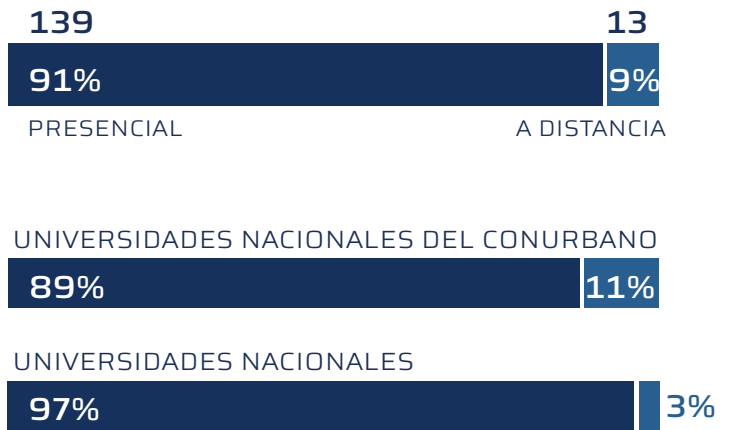 139 13
91% 9%
PRESENCIAL A DISTANCIA
UNIVERSIDADES NACIONALES DEL CONURBANO
89% 11%
UNIVERSIDADES NACIONALES
97% 3%